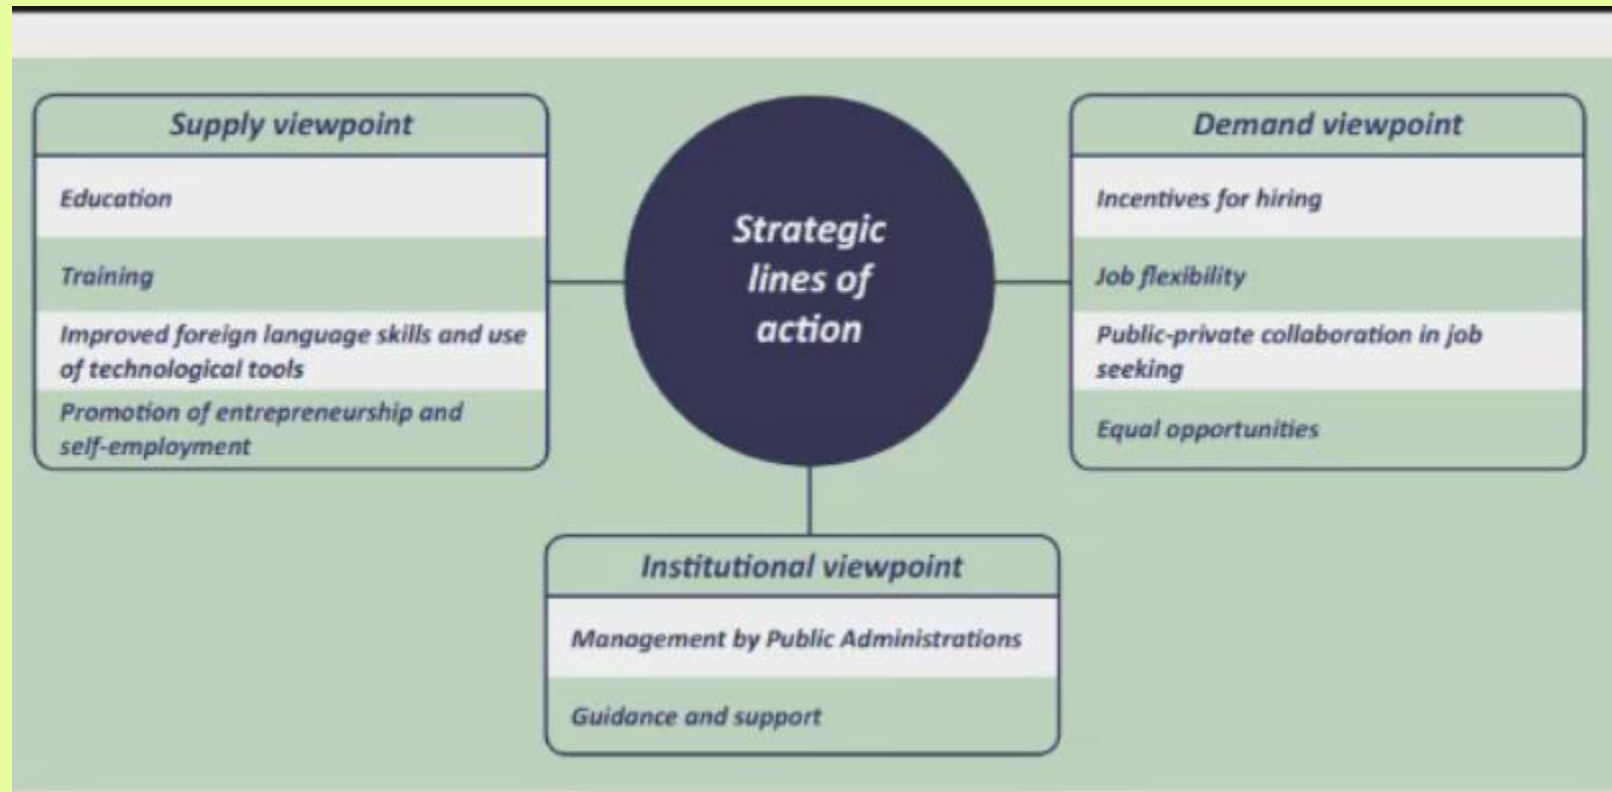 Supply viewpoint
Education
Training
Improved foreign language skills and use
of technological tools
Promotion of entrepreneurship and
self-employment
Strategic
lines of
action
Demand viewpoint
Incentives for hiring
Job flexibility
Public-private collaboration in job
seeking
Equal opportunities
Institutional viewpoint
Management by Public Administrations
Guidance and support